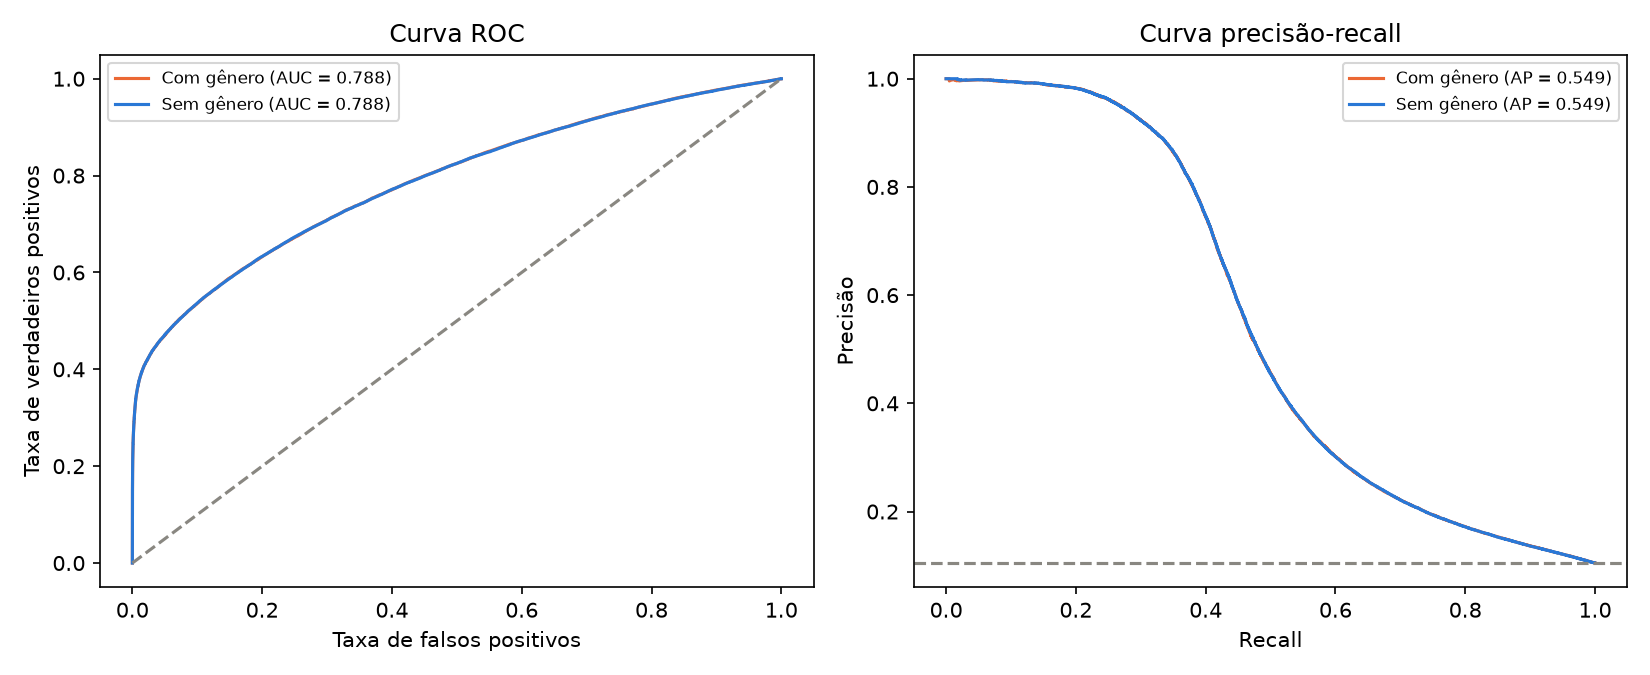 Curva ROC
Com gênero (AUC = 0.788)
Sem gênero (AUC = 0.788)
Taxa de verdadeiros positivos
1.0
0.8
0.6
0.4
0.2
0.0
0.0 0.2 0.4 0.6 0.8 1.0
Taxa de falsos positivos
Curva precisão-recall
Com gênero (AP = 0.549)
Sem gênero (AP = 0.549)
Precisão
1.0
0.8
0.6
0.4
0.2
0.0 0.2 0.4 0.6 0.8 1.0
Recall